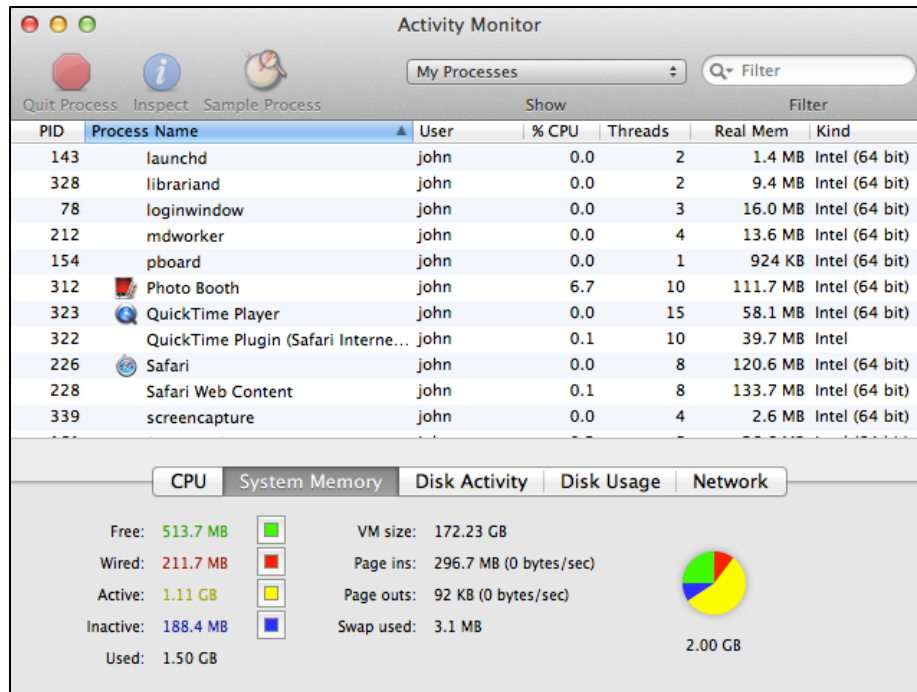 Activity Monitor
My Processes
Filter
Quit Process Inspect Sample Process Show Filter
PID Process Name User % CPU Threads Real Mem Kind
143 launchd john 0.0 2 1.4 MB Intel (64 bit)
328 librariand john 0.0 2 9.4 MB Intel (64 bit)
78 loginwindow john 0.0 3 16.0 MB Intel (64 bit)
212 mdworker john 0.0 4 13.6 MB Intel (64 bit)
154 pboard john 0.0 1 924 KB Intel (64 bit)
312 Photo Booth john 6.7 10 111.7 MB Intel (64 bit)
323 QuickTime Player john 0.0 15 58.1 MB Intel (64 bit)
322 QuickTime Plugin (Safari Interne... john 0.1 10 39.7 MB Intel
226 Safari john 0.0 8 120.6 MB Intel (64 bit)
228 Safari Web Content john 0.1 8 133.7 MB Intel (64 bit)
339 screencapture john 0.0 4 2.6 MB Intel (64 bit)
CPU System Memory Disk Activity Disk Usage Network
Free: 513.7 MB VM size: 172.23 GB
Wired: 211.7 MB Page ins: 296.7 MB (0 bytes/sec)
Active: 1.11 GB Page outs: 92 KB (0 bytes/sec)
Inactive: 188.4 MB Swap used: 3.1 MB
Used: 1.50 GB
2.00 GB